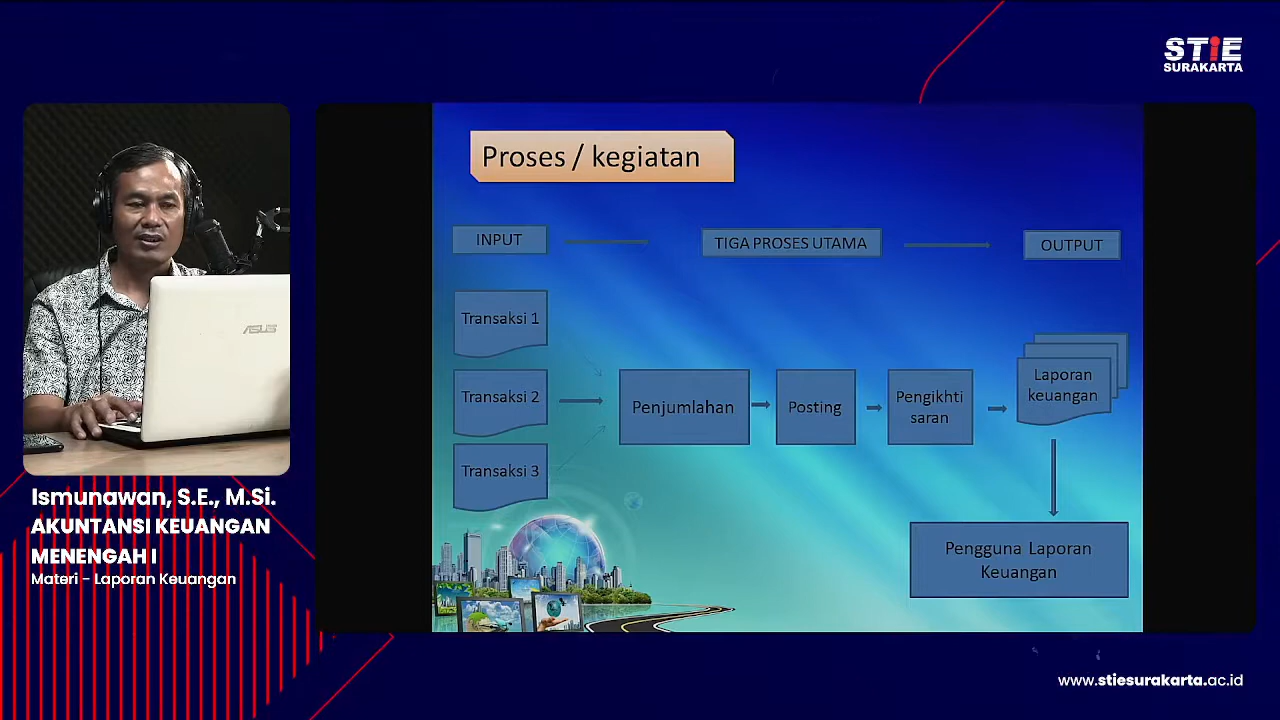 STiE
SURAKARTA
Proses / kegiatan
INPUT
TIGA PROSES UTAMA
OUTPUT
Transaksi 1
Transaksi 2
Transaksi 3
Penjumlahan
Posting
Pengikhti
saran
Laporan
keuangan
Pengguna Laporan
Keuangan
ASUS
Ismunawan, S.E., M.Si.
AKUNTANSI KEUANGAN
MENENGAH I
Materi - Laporan Keuangan
www.stiesurakarta.ac.id